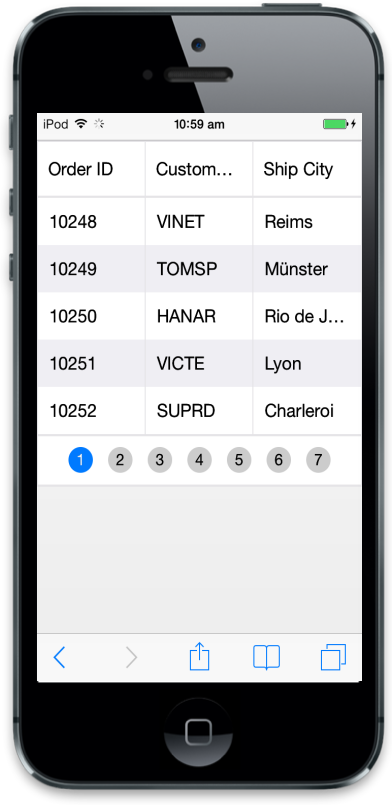 iPod 10:59 am
Order ID Custom... Ship City
10248 VINET Reims
10249 TOMSP Münster
10250 HANAR Rio de J...
10251 VICTE Lyon
10252 SUPRD Charleroi
1 2 3 4 5 6 7